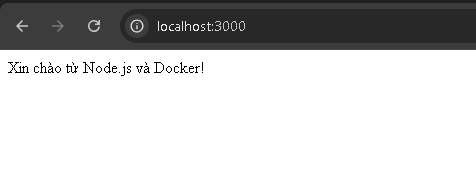 localhost:3000
Xin chào từ Node.js và Docker!